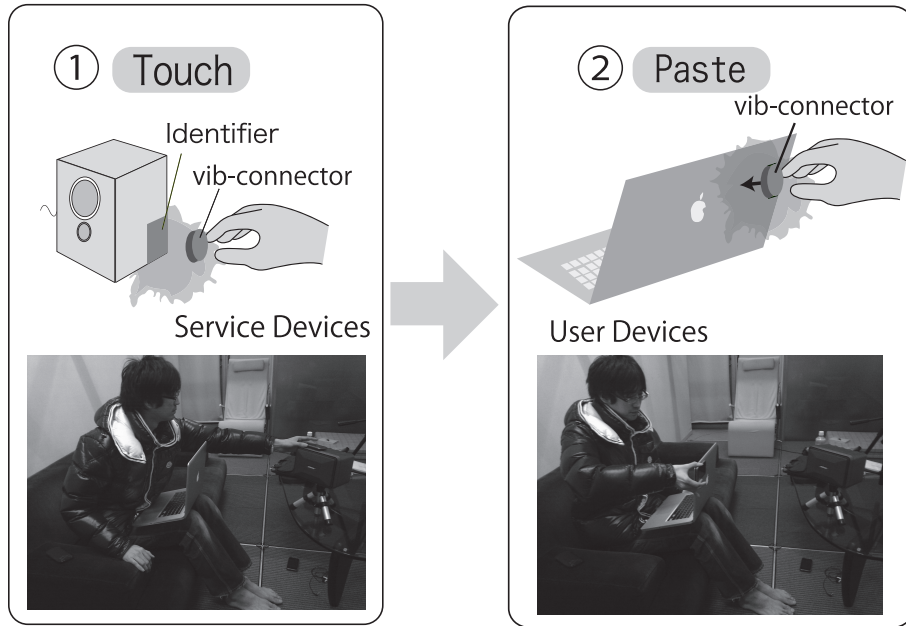 ① Touch
Identifier
vib-connector
Service Devices
② Paste
vib-connector
User Devices